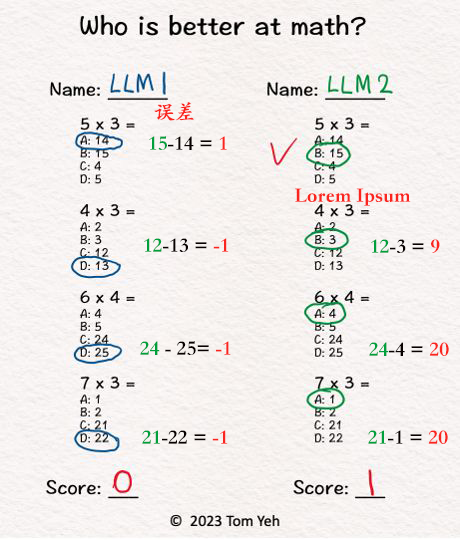 Who is better at math?
Name: LLM 1
误差
5 x 3 =
A: 14
B: 15
C: 4
D: 5
15-14 = 1
4 x 3 =
A: 2
B: 3
C: 12
D: 13
12-13 = -1
6 x 4 =
A: 4
B: 5
C: 24
D: 25
24 - 25= -1
7 x 3 =
A: 1
B: 2
C: 21
D: 22
21-22 = -1
Score: 0
Name: LLM 2
5 x 3 =
A: 14
B: 15
C: 4
D: 5
Lorem Ipsum
4 x 3 =
A: 2
B: 3
C: 12
D: 13
12-3 = 9
6 x 4 =
A: 4
B: 5
C: 24
D: 25
24-4 = 20
7 x 3 =
A: 1
B: 2
C: 21
D: 22
21-1 = 20
Score: 1
© 2023 Tom Yeh